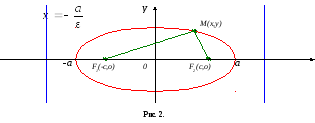 x = - a/ε
y
M(x,y)
-a
F₁(-c,o)
0
F₂(c,o)
a
Рис. 2.